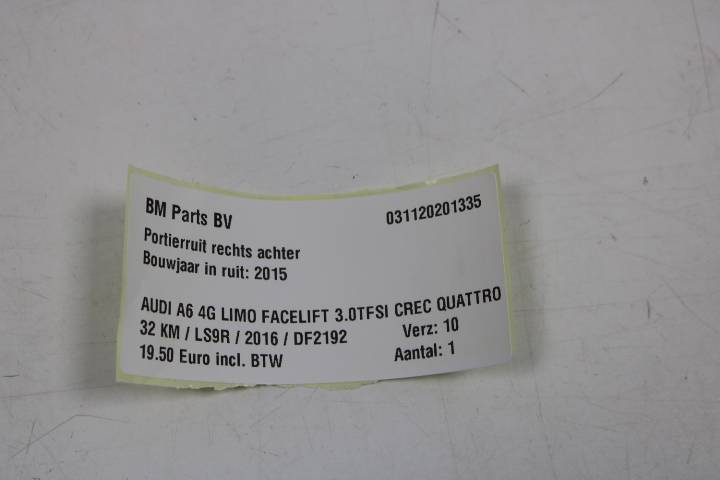 BM Parts BV 031120201335
Portierruit rechts achter
Bouwjaar in ruit: 2015
AUDI A6 4G LIMO FACELIFT 3.0TFSI CREC QUATTRO
32 KM / LS9R / 2016 / DF2192 Verz: 10
19.50 Euro incl. BTW Aantal: 1